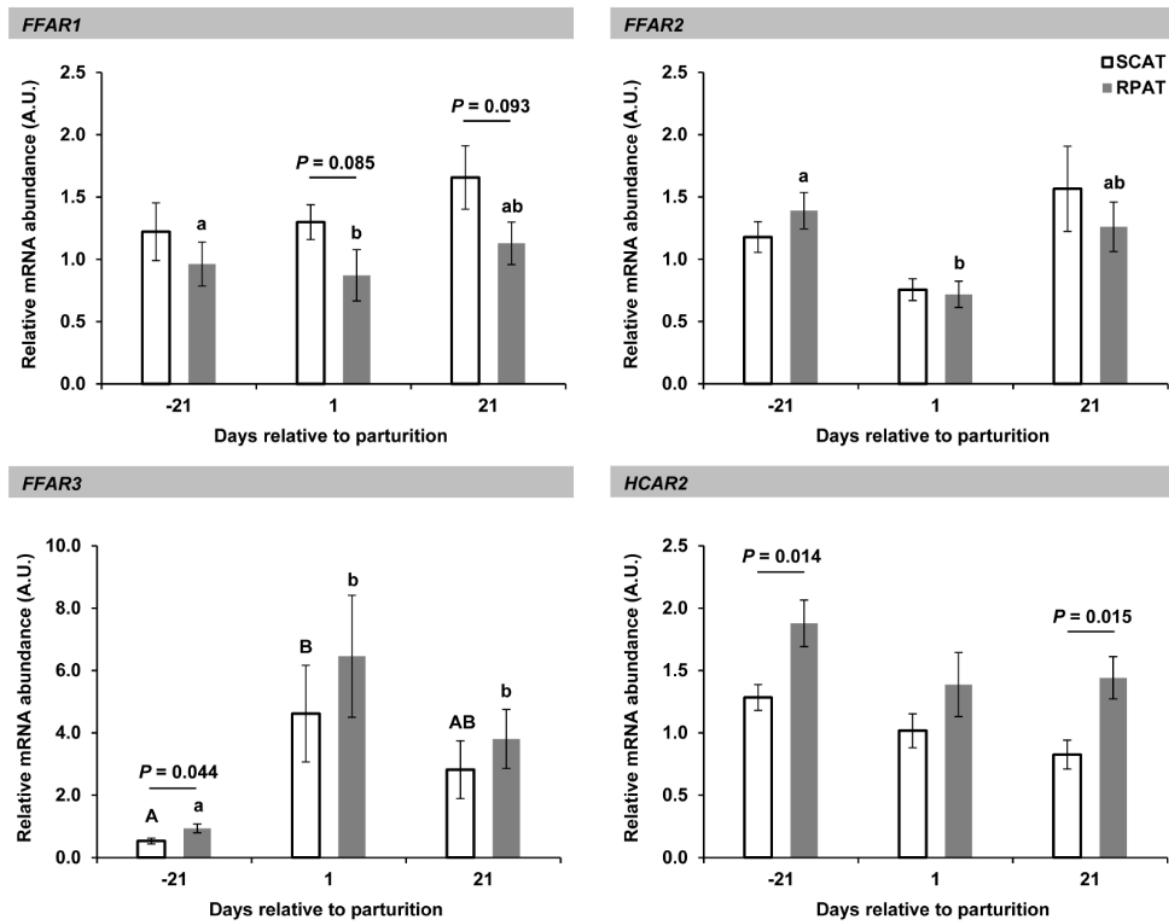 FFAR1
Relative mRNA abundance (A.U.)
2.5
2.0
1.5
1.0
0.5
0.0
a
P = 0.085
b
P = 0.093
ab
-21
1
21
Days relative to parturition
FFAR2
SCAT
RPAT
Relative mRNA abundance (A.U.)
2.5
2.0
1.5
1.0
0.5
0.0
a
b
ab
-21
1
21
Days relative to parturition
FFAR3
Relative mRNA abundance (A.U.)
10.0
8.0
6.0
4.0
2.0
0.0
P = 0.044
A
a
B
b
AB
b
-21
1
21
Days relative to parturition
HCAR2
Relative mRNA abundance (A.U.)
2.5
2.0
1.5
1.0
0.5
0.0
P = 0.014
P = 0.015
-21
1
21
Days relative to parturition